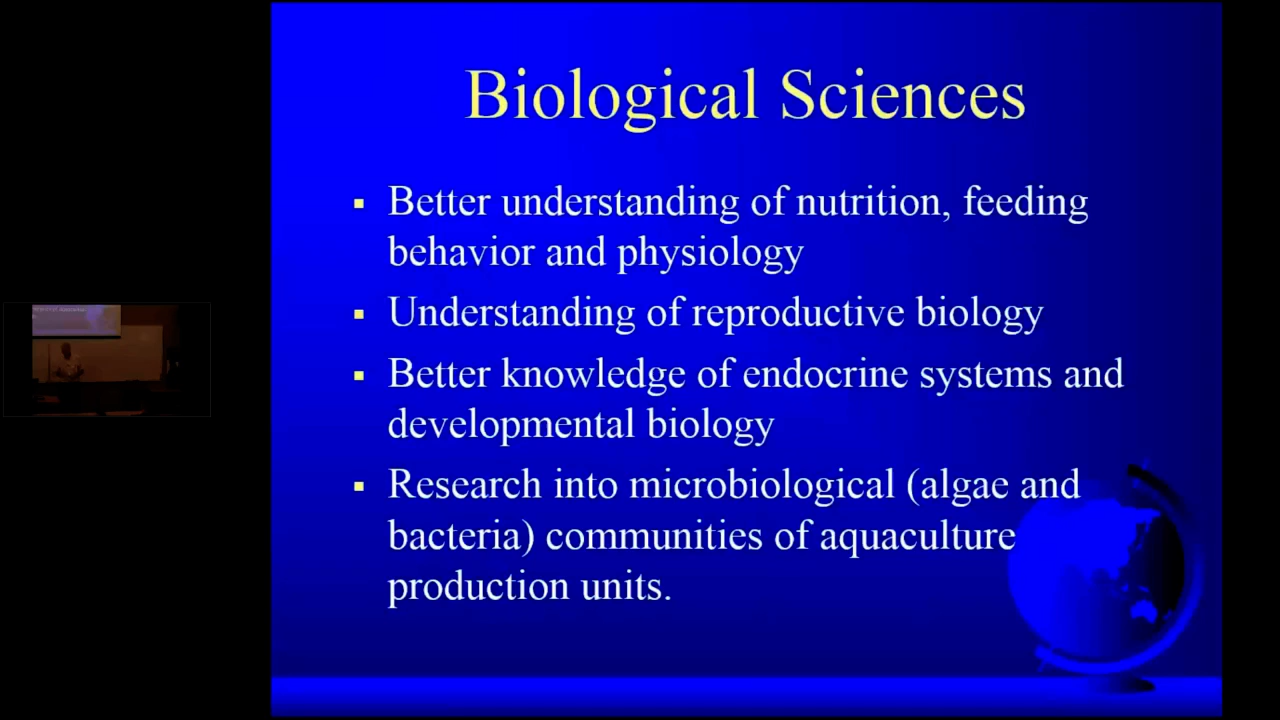 Biological Sciences
▪ Better understanding of nutrition, feeding
behavior and physiology
▪ Understanding of reproductive biology
▪ Better knowledge of endocrine systems and
developmental biology
▪ Research into microbiological (algae and
bacteria) communities of aquaculture
production units.